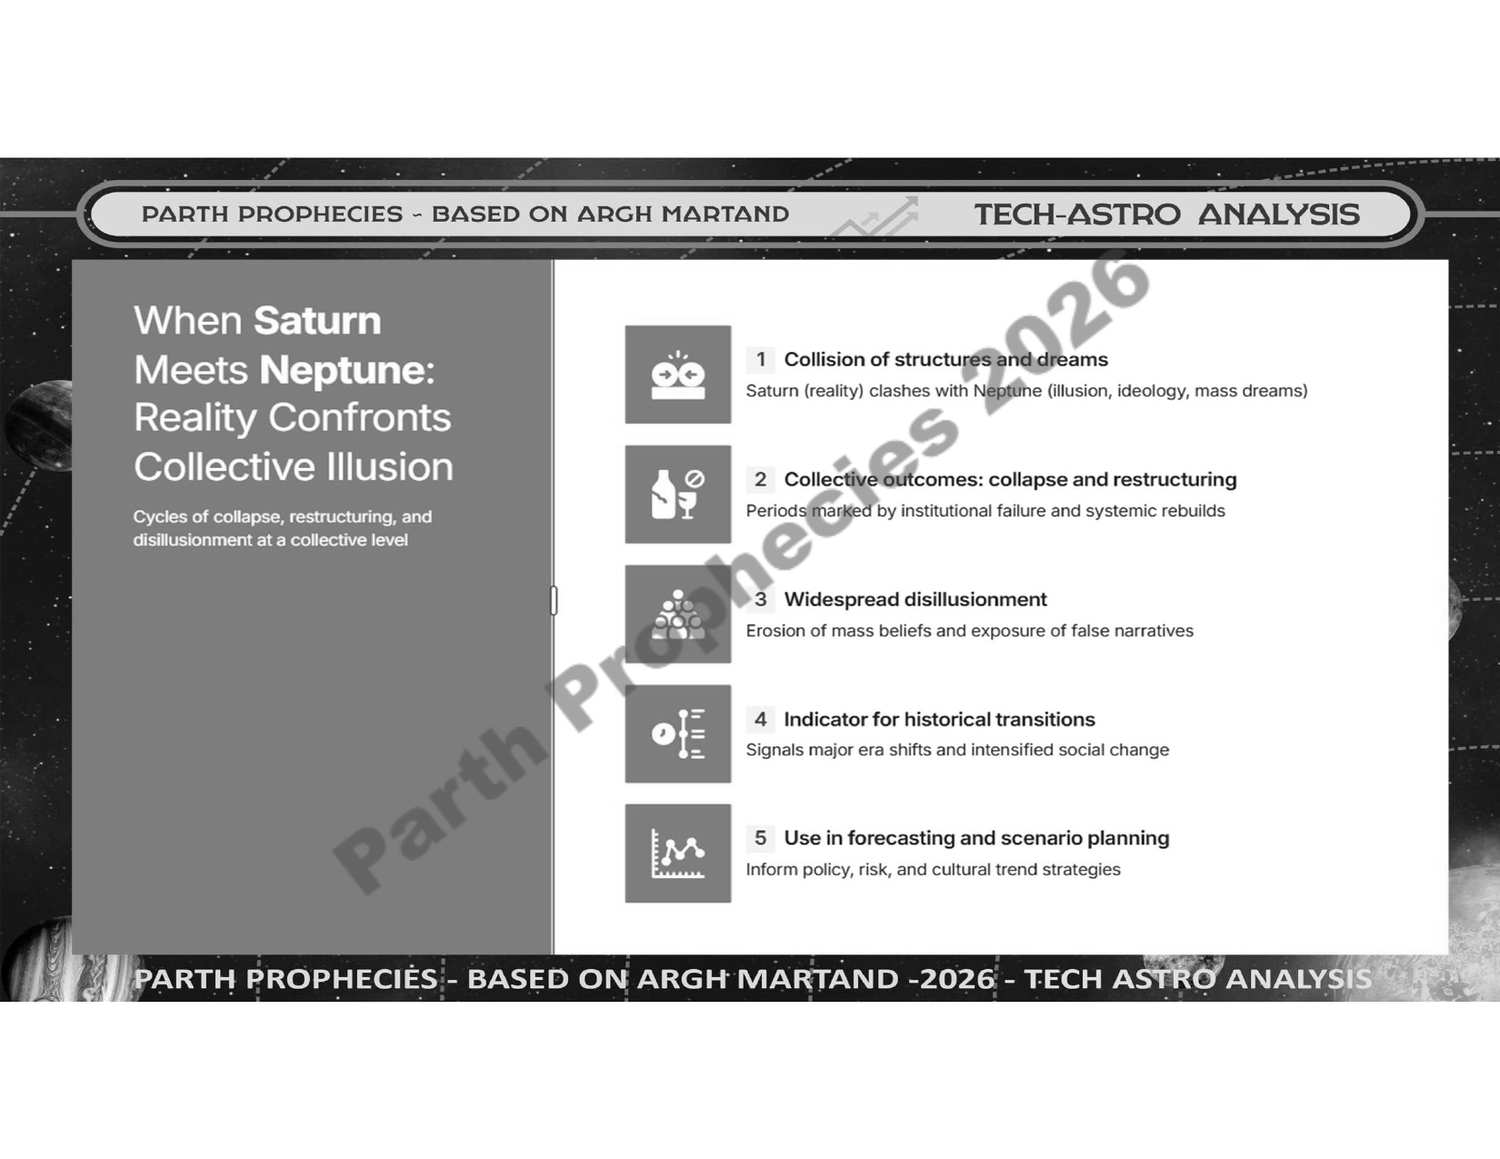 PARTH PROPHECIES ~ BASED ON ARGH MARTAND
TECH-ASTRO ANALYSIS
When Saturn
Meets Neptune:
Reality Confronts
Collective Illusion
Cycles of collapse, restructuring, and
disillusionment at a collective level
1 Collision of structures and dreams
Saturn (reality) clashes with Neptune (illusion, ideology, mass dreams)
2 Collective outcomes: collapse and restructuring
Periods marked by institutional failure and systemic rebuilds
3 Widespread disillusionment
Erosion of mass beliefs and exposure of false narratives
4 Indicator for historical transitions
Signals major era shifts and intensified social change
5 Use in forecasting and scenario planning
Inform policy, risk, and cultural trend strategies
Parth Prophecies 2026
PARTH PROPHECIES - BASED ON ARGH MARTAND -2026 - TECH ASTRO ANALYSIS